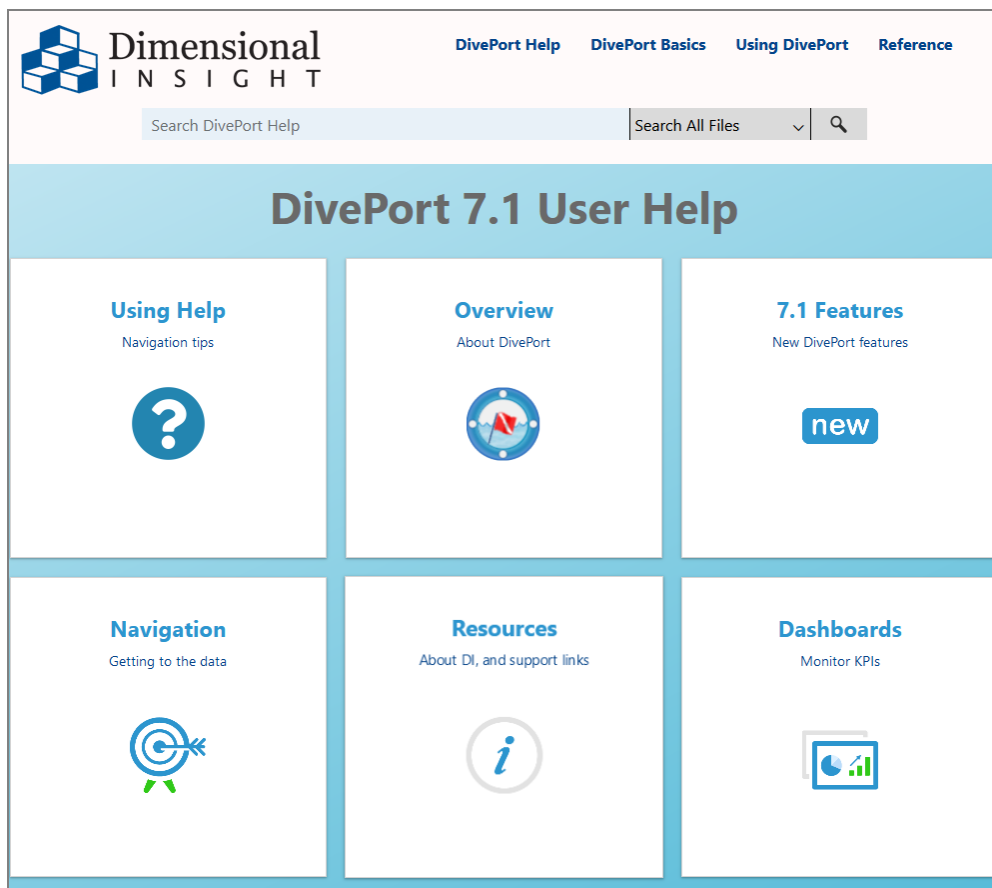 Dimensional
INSIGHT
DivePort Help DivePort Basics Using DivePort Reference
Search DivePort Help Search All Files
DivePort 7.1 User Help
Using Help
Navigation tips
?
Overview
About DivePort
7.1 Features
New DivePort features
new
Navigation
Getting to the data
Resources
About DI, and support links
i
Dashboards
Monitor KPIs